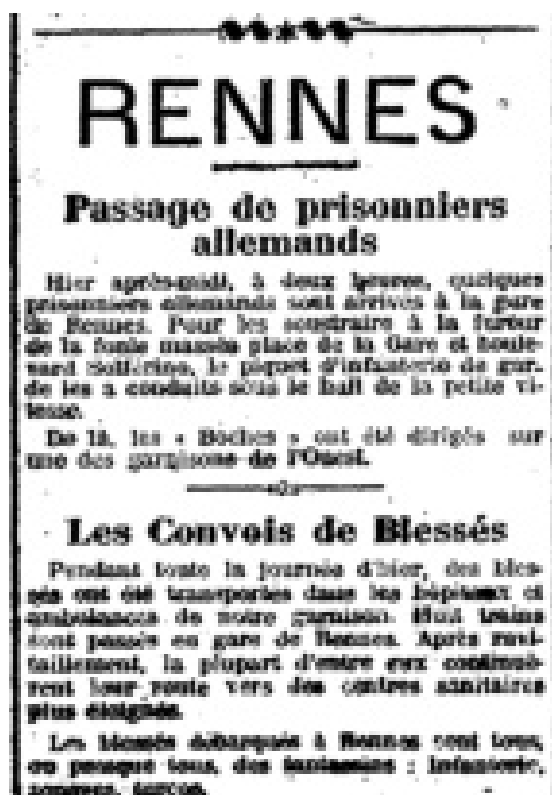 RENNES
Passage de prisonniers
allemands
Hier après-midi, à deux heures, quelques
prisonniers allemands sont arrivés à la gare
de Rennes. Pour les soustraire à la fureur
de la foule massée place de la Gare et boule-
vard Solférino, le piquet d'infanterie de gar-
de les a conduits sous le hall de la petite vi-
tesse.
De là, les « Boches » ont été dirigés sur
une des garnisons de l'Ouest.
Les Convois de Blessés
Pendant toute la journée d'hier, des bles-
sés ont été transportés dans les hôpitaux et
ambulances de notre garnison. Huit trains
sont passés en gare de Rennes. Après ravi-
taillement, la plupart d'entre eux continuè-
rent leur route vers des centres sanitaires
plus éloignés.
Les blessés débarqués à Rennes sont tous,
ou presque tous, des fantassins : infanterie,
zouaves, turcos.